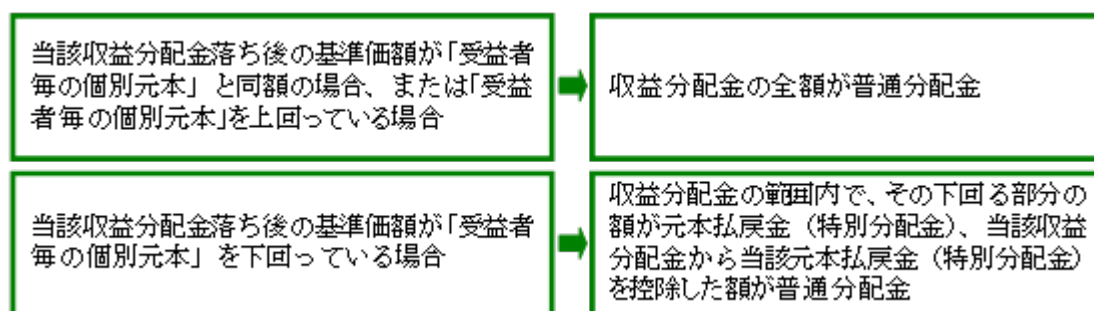 当該収益分配金落ち後の基準価額が「受益者
毎の個別元本」と同額の場合、または「受益
者毎の個別元本」を上回っている場合
収益分配金の全額が普通分配金
当該収益分配金落ち後の基準価額が「受益者
毎の個別元本」を下回っている場合
収益分配金の範囲内で、その下回る部分の
額が元本払戻金（特別分配金）、当該収益
分配金から当該元本払戻金（特別分配金）
を控除した額が普通分配金